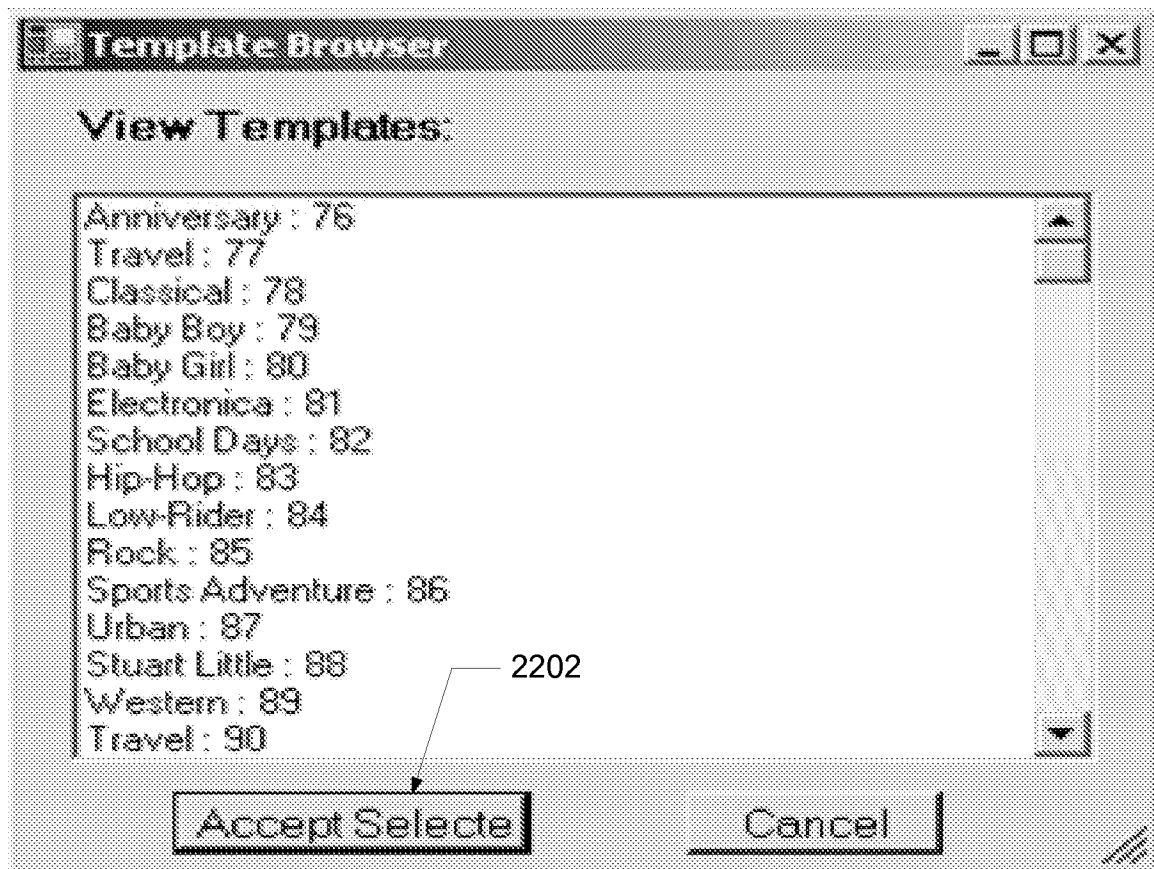 Template Browser
View Templates:
Anniversary : 76
Travel : 77
Classical : 78
Baby Boy : 79
Baby Girl : 80
Electronica : 81
School Days : 82
Hip-Hop : 83
Low-Rider : 84
Rock : 85
Sports Adventure : 86
Urban : 87
Stuart Little : 88
Western : 89
Travel : 90
2202
Accept Selecte
Cancel